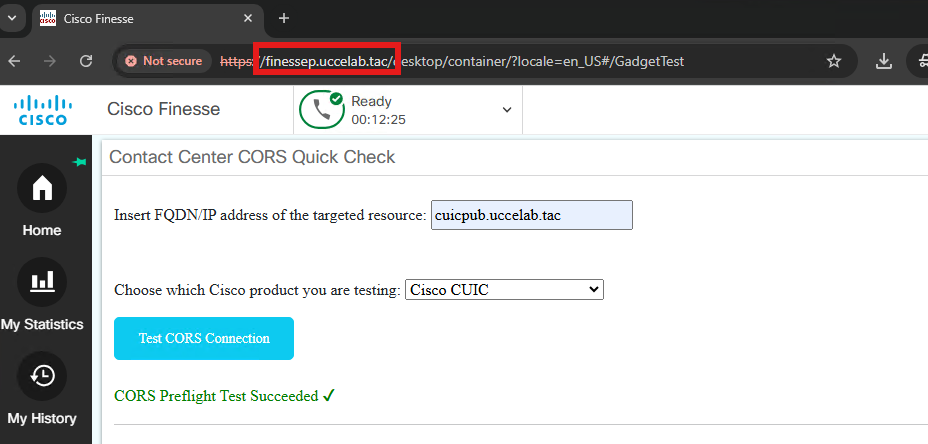 cisco Cisco Finesse
Not secure https://finessep.uccelab.tac/desktop/container/?locale=en_US#/GadgetTest
CISCO Cisco Finesse Ready
00:12:25
Contact Center CORS Quick Check
Insert FQDN/IP address of the targeted resource: cuicpub.uccelab.tac
Home
Choose which Cisco product you are testing: Cisco CUIC
My Statistics
Test CORS Connection
CORS Preflight Test Succeeded ✓
My History